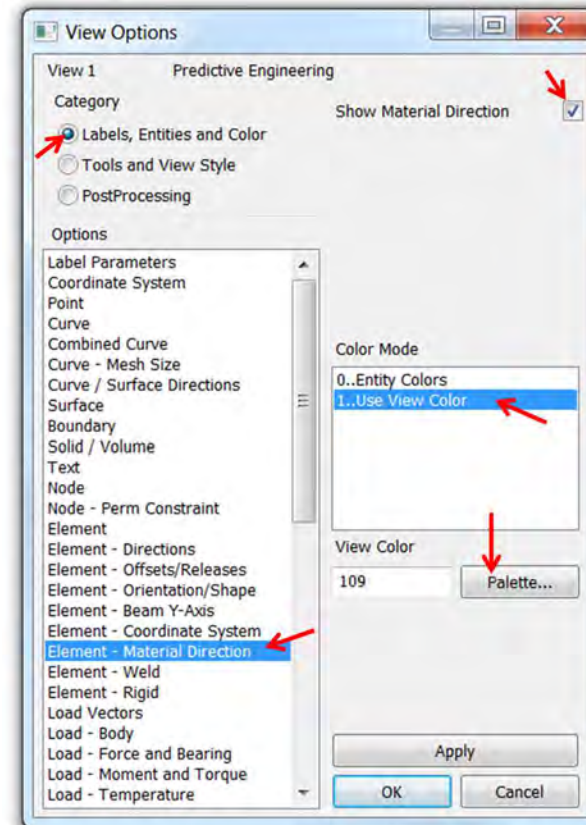 View Options
View 1 Predictive Engineering
Category
Show Material Direction
Labels, Entities and Color
Tools and View Style
PostProcessing
Options
Label Parameters
Coordinate System
Point
Curve
Combined Curve
Curve - Mesh Size
Curve / Surface Directions
Surface
Boundary
Solid / Volume
Text
Node
Node - Perm Constraint
Element
Element - Directions
Element - Offsets/Releases
Element - Orientation/Shape
Element - Beam Y-Axis
Element - Coordinate System
Element - Material Direction
Element - Weld
Element - Rigid
Load Vectors
Load - Body
Load - Force and Bearing
Load - Moment and Torque
Load - Temperature
Color Mode
0..Entity Colors
1..Use View Color
View Color
109 Palette...
Apply
OK Cancel